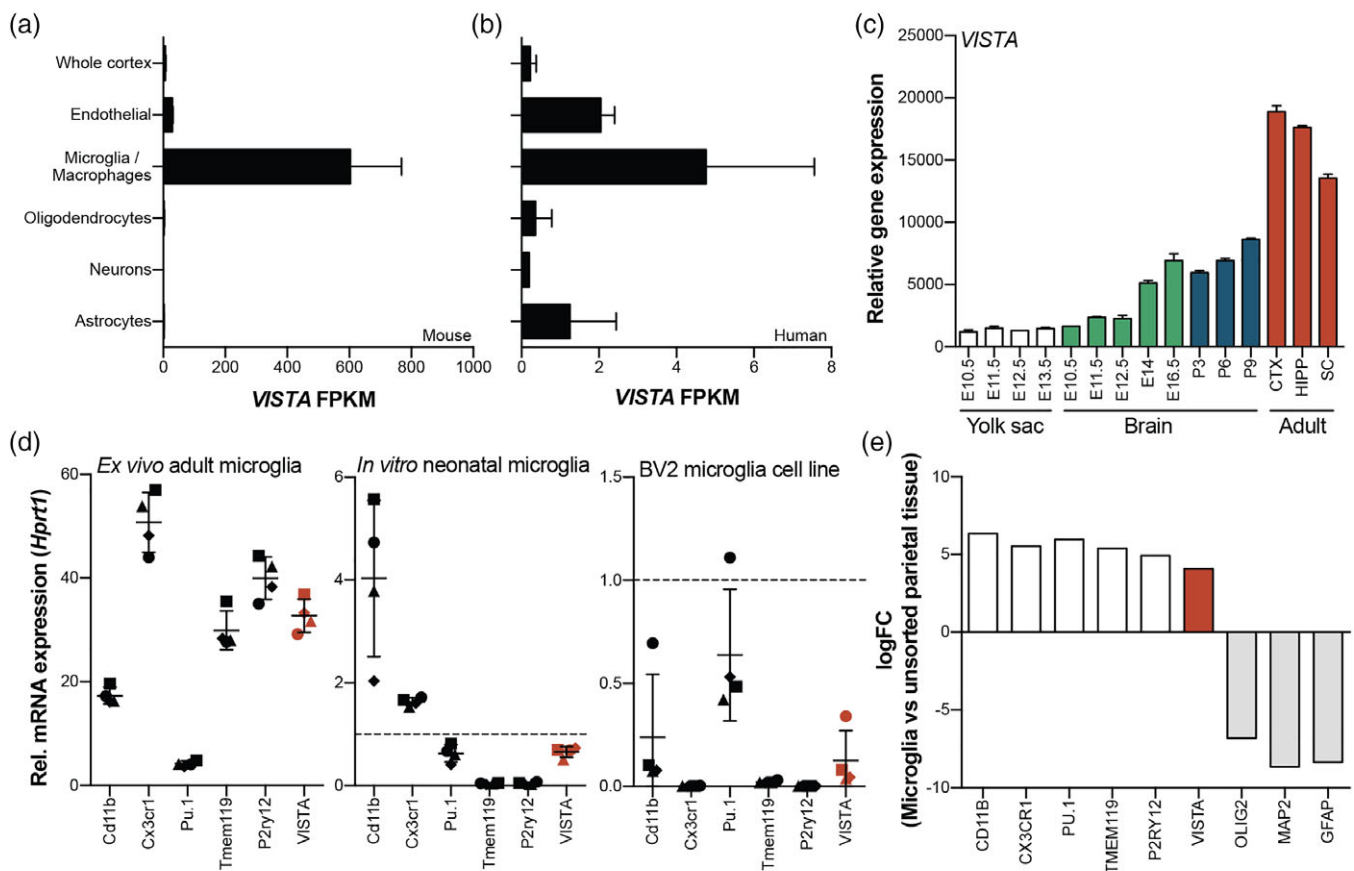 (a)
Whole cortex
Endothelial
Microglia /
Macrophages
Oligodendrocytes
Neurons
Astrocytes
Mouse
0 200 400 600 800 1000
VISTA FPKM
(b)
Human
0 2 4 6 8
VISTA FPKM
(c)
VISTA
Relative gene expression
25000
20000
15000
10000
5000
0
E10.5 E11.5 E12.5 E13.5 E10.5 E11.5 E12.5 E14 E16.5 P3 P6 P9 CTX HIPP SC
Yolk sac Brain Adult
(d)
Ex vivo adult microglia
Rel. mRNA expression (Hprt1)
60
40
20
0
Cd11b Cx3cr1 Pu.1 Tmem119 P2ry12 VISTA
In vitro neonatal microglia
6
4
2
0
Cd11b Cx3cr1 Pu.1 Tmem119 P2ry12 VISTA
BV2 microglia cell line
1.5
1.0
0.5
0.0
Cd11b Cx3cr1 Pu.1 Tmem119 P2ry12 VISTA
(e)
logFC
(Microglia vs unsorted parietal tissue)
10
5
0
-5
-10
CD11B CX3CR1 PU.1 TMEM119 P2RY12 VISTA OLIG2 MAP2 GFAP